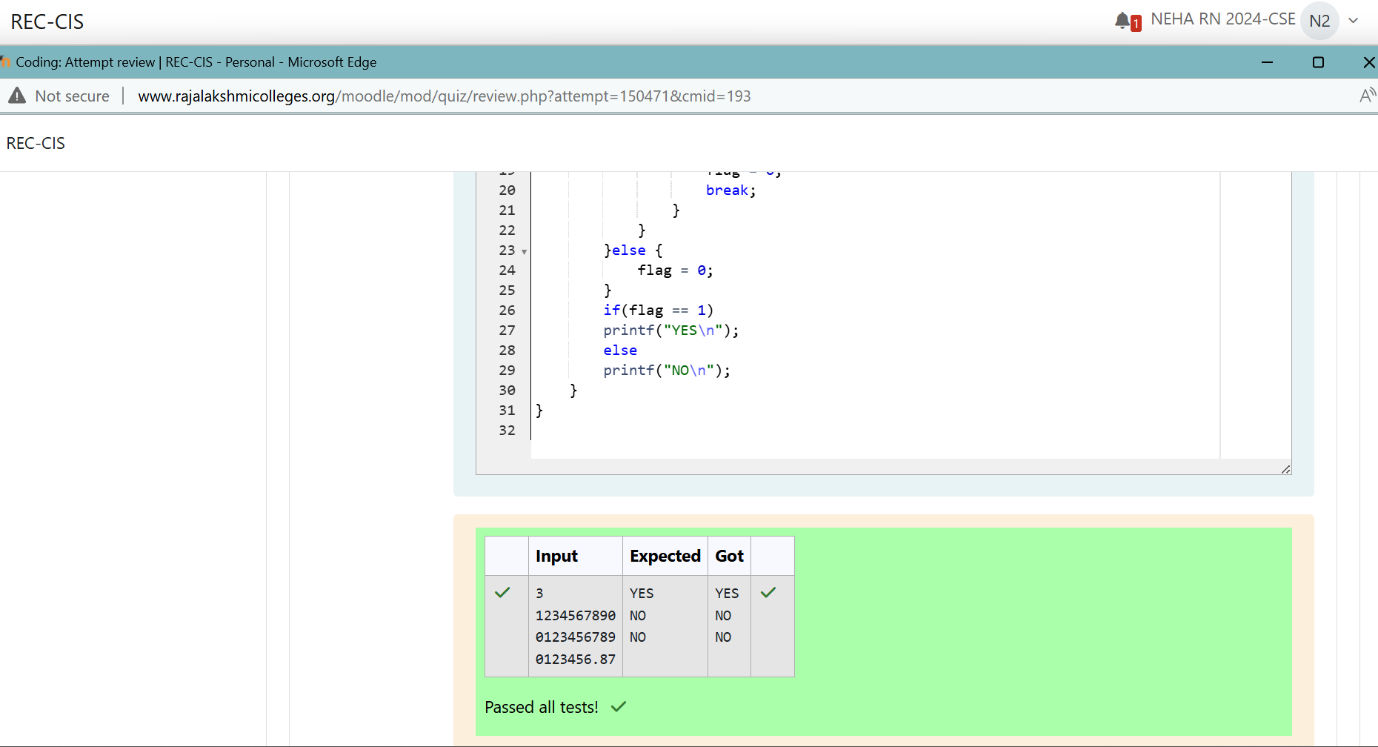 REC-CIS
1 NEHA RN 2024-CSE N2
Coding: Attempt review | REC-CIS - Personal - Microsoft Edge
Not secure | www.rajalakshmicolleges.org/moodle/mod/quiz/review.php?attempt=150471&cmid=193
REC-CIS
20 break;
21 }
22 }
23 }else {
24 flag = 0;
25 }
26 if(flag == 1)
27 printf("YES\n");
28 else
29 printf("NO\n");
30 }
31 }
32
Input Expected Got
3 YES YES
1234567890 NO NO
0123456789 NO NO
0123456.87
Passed all tests!